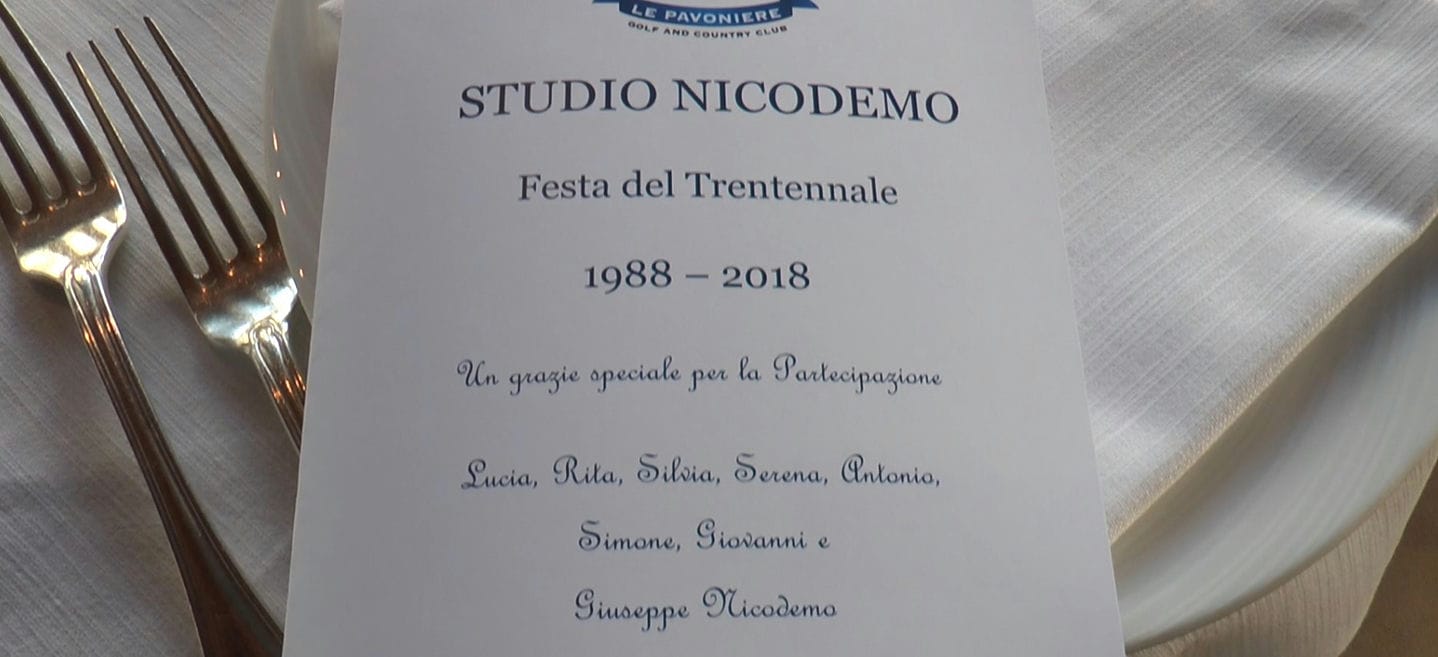 LE PAVONIERE
GOLF AND COUNTRY CLUB
STUDIO NICODEMO
Festa del Trentennale
1988 – 2018
Un grazie speciale per la Partecipazione
Lucia, Rita, Silvia, Serena, Antonio,
Simone, Giovanni e
Giuseppe Nicodemo